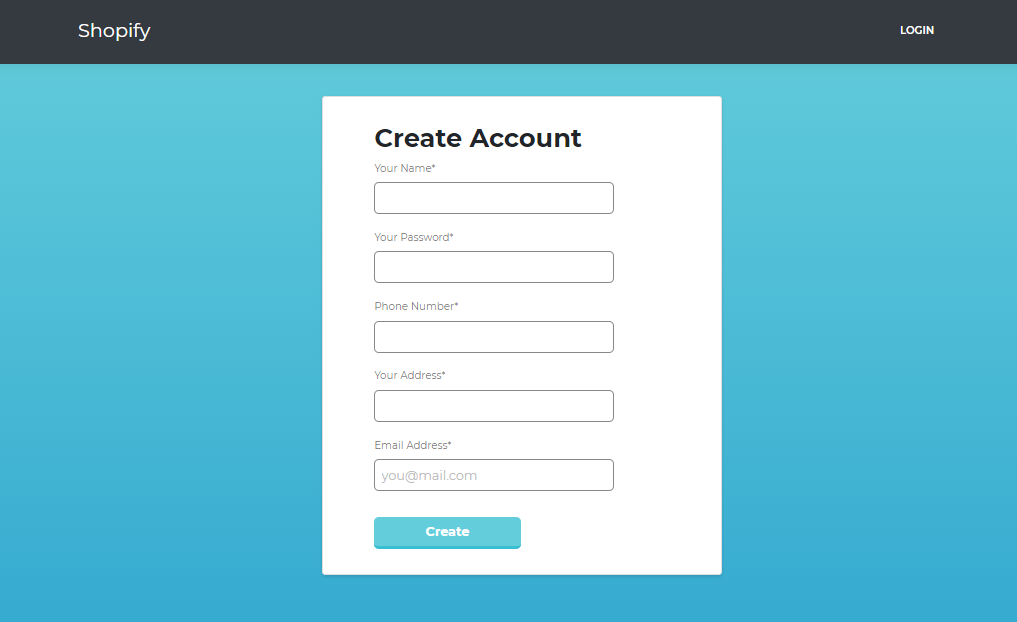 Shopify
LOGIN
Create Account
Your Name*
Your Password*
Phone Number*
Your Address*
Email Address*
you@mail.com
Create